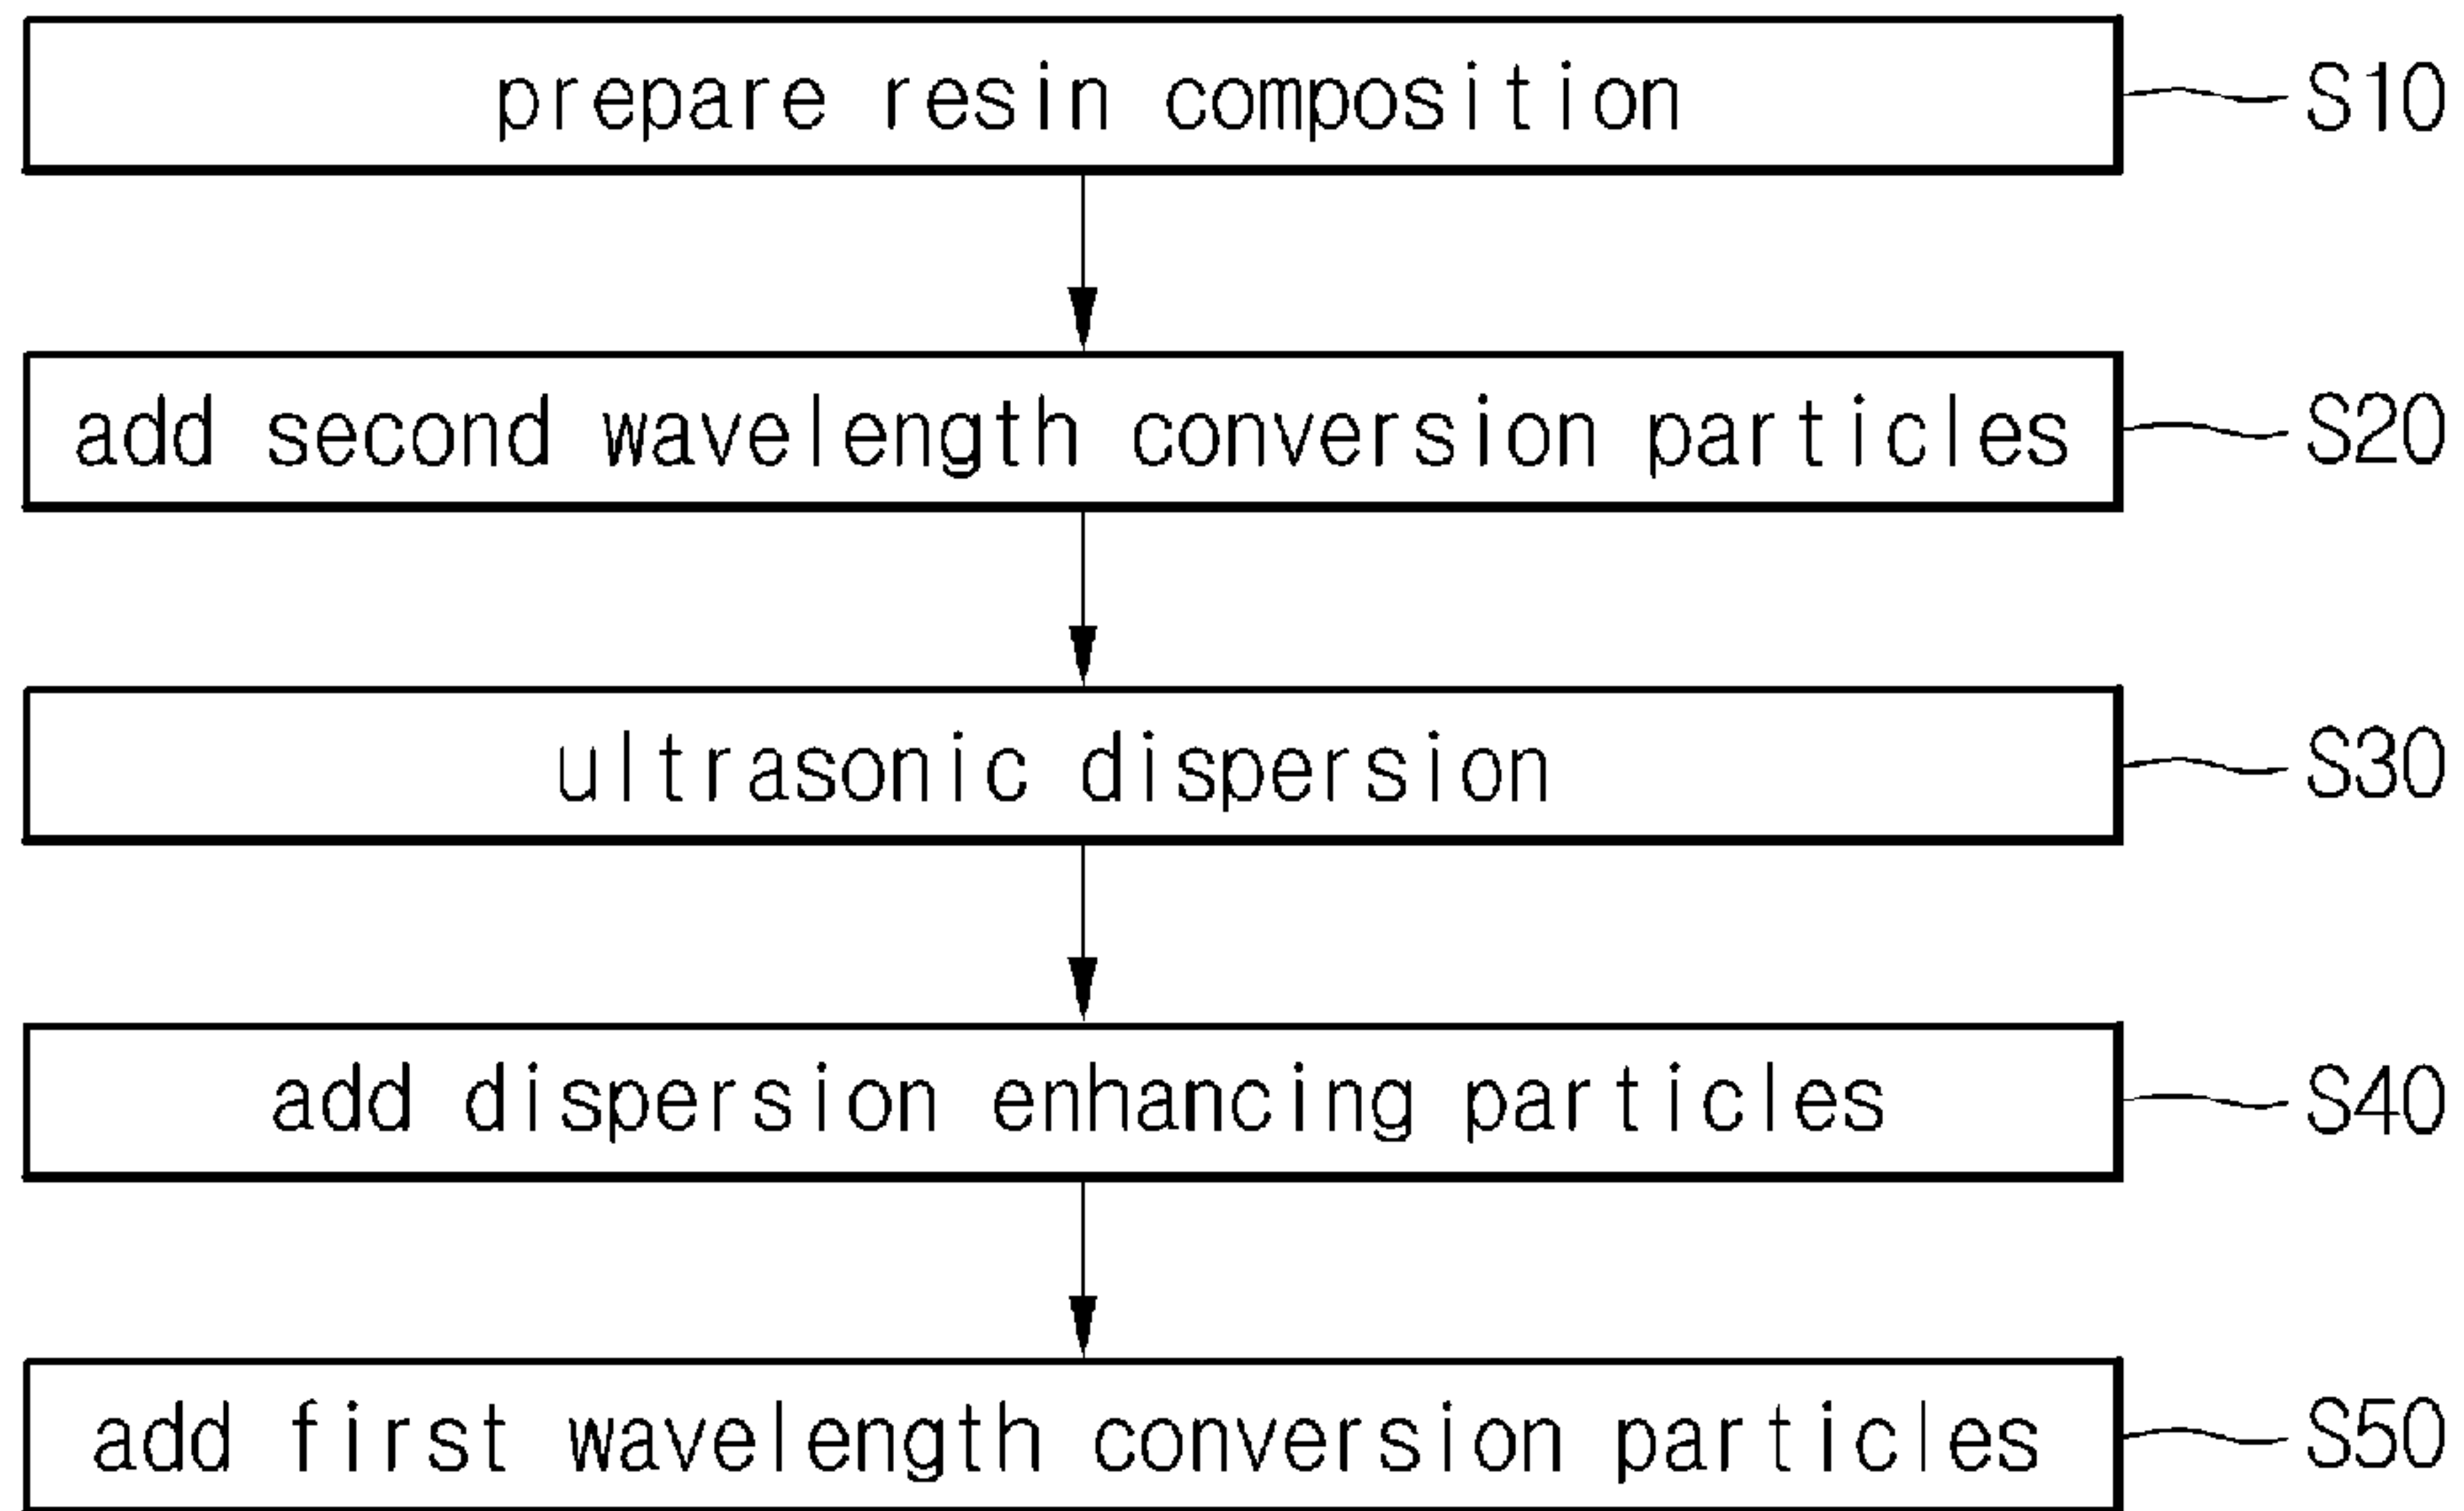 prepare resin composition S10
add second wavelength conversion particles S20
ultrasonic dispersion S30
add dispersion enhancing particles S40
add first wavelength conversion particles S50